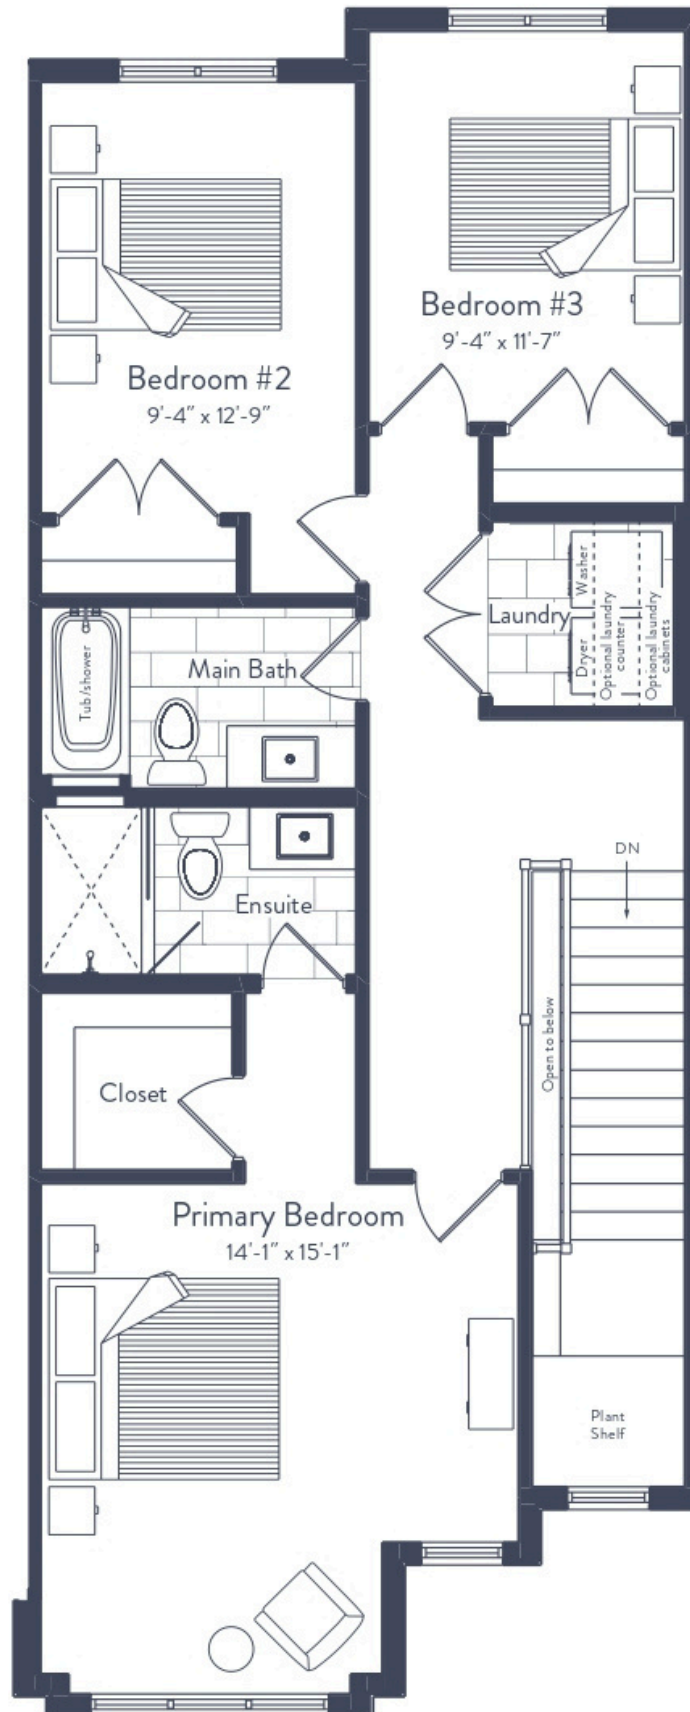 Bedroom #3
9'-4" x 11'-7"
Bedroom #2
9'-4" x 12'-9"
Washer
Dryer
Laundry
Optional laundry
counter
Optional laundry
cabinets
Tub/shower
Main Bath
DN
Ensuite
Open to below
Closet
Primary Bedroom
14'-1" x 15'-1"
Plant
Shelf